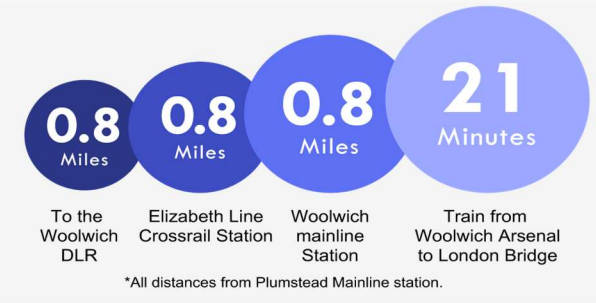 0.8
Miles
0.8
Miles
0.8
Miles
21
Minutes
To the
Woolwich
DLR
Elizabeth Line
Crossrail Station
Woolwich
mainline
Station
Train from
Woolwich Arsenal
to London Bridge
*All distances from Plumstead Mainline station.